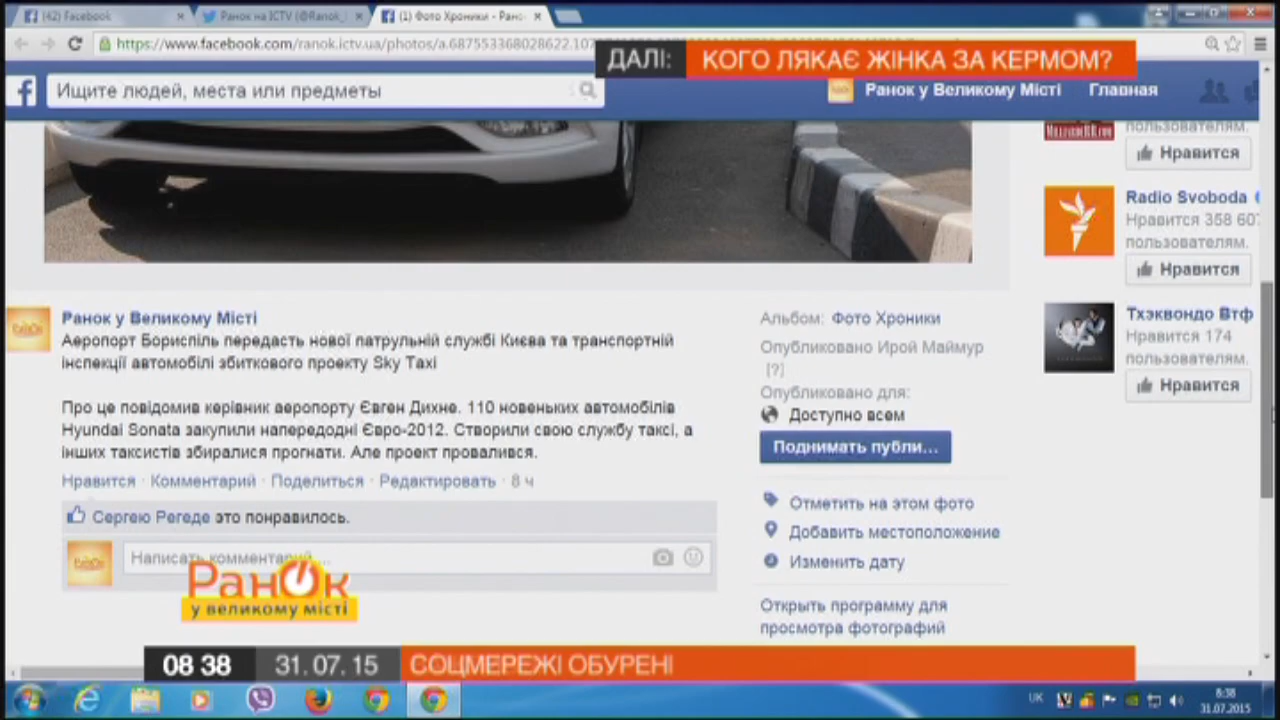 (42) Facebook
Ранок на ICTV (@Ranok_
(1) Фото Хроники - Ран
https://www.facebook.com/ranok.ictv.ua/photos/a.687553368028622.107
ДАЛІ: КОГО ЛЯКАЄ ЖІНКА ЗА КЕРМОМ?
Ищите людей, места или предметы
Ранок у Великому Місті
Главная
пользователям.
Нравится
Radio Svoboda
Нравится 358 607
пользователям.
Нравится
Тхэквондо Втф
Нравится 174
пользователям.
Нравится
Ранок у Великому Місті
Аеропорт Бориспіль передасть нової патрульній службі Києва та транспортній
інспекції автомобілі збиткового проекту Sky Taxi
Про це повідомив керівник аеропорту Євген Дихне. 110 новеньких автомобілів
Hyundai Sonata закупили напередодні Євро-2012. Створили свою службу таксі, а
інших таксистів збиралися прогнати. Але проект провалився.
Нравится · Комментарий · Поделиться · Редактировать · 8 ч
Сергею Регеде это понравилось.
Написать комментарий...
Альбом: Фото Хроники
Опубликовано Ирой Маймур
[?]
Опубликовано для:
Доступно всем
Поднимать публи...
Отметить на этом фото
Добавить местоположение
Изменить дату
Открыть программу для
просмотра фотографий
Ранок
у великому місті
08 38 31.07.15 СОЦМЕРЕЖІ ОБУРЕНІ
UK
8:38
31.07.2015